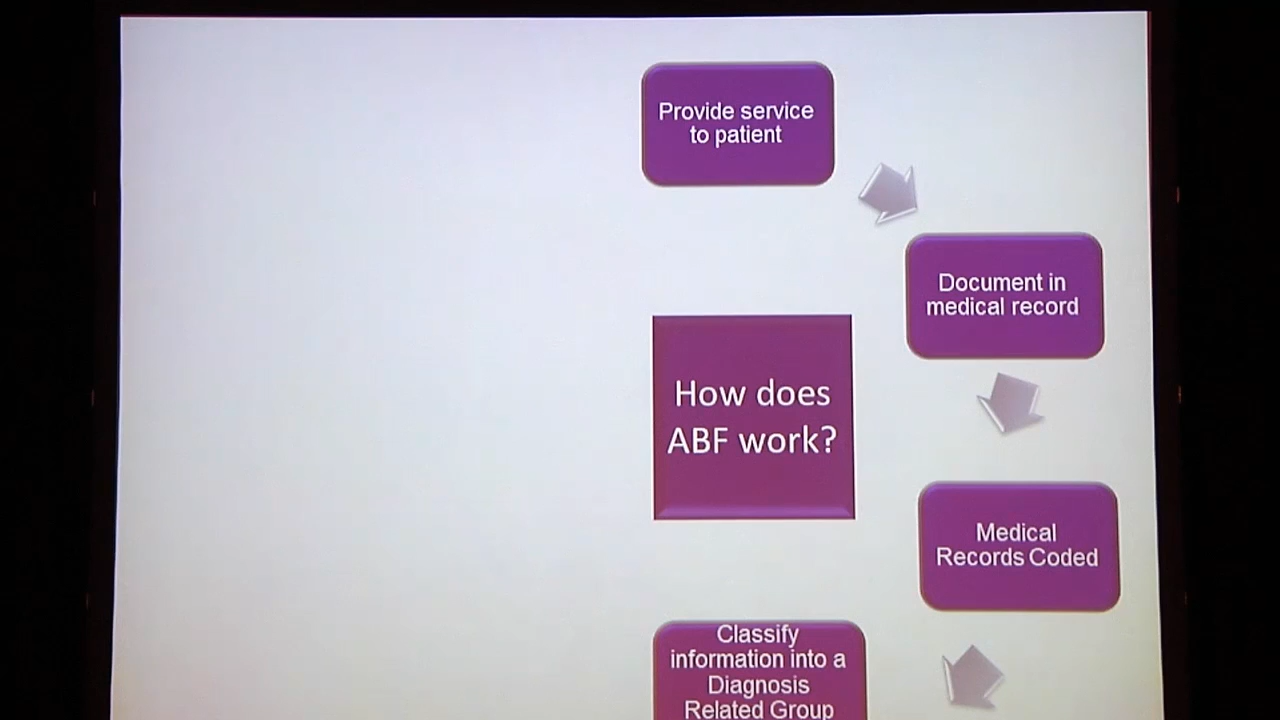 Provide service
to patient
Document in
medical record
How does
ABF work?
Medical
Records Coded
Classify
information into a
Diagnosis
Related Group